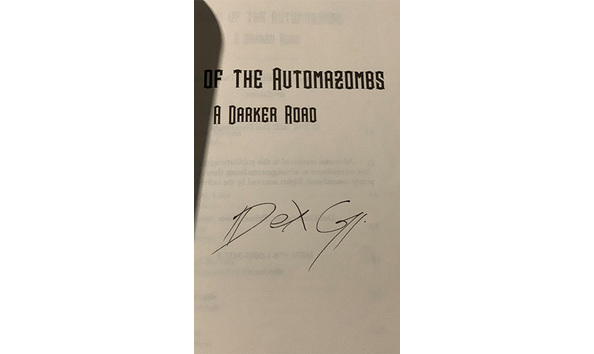 OF THE AUTOMAZOMBS
A DARKER ROAD
Dex G.